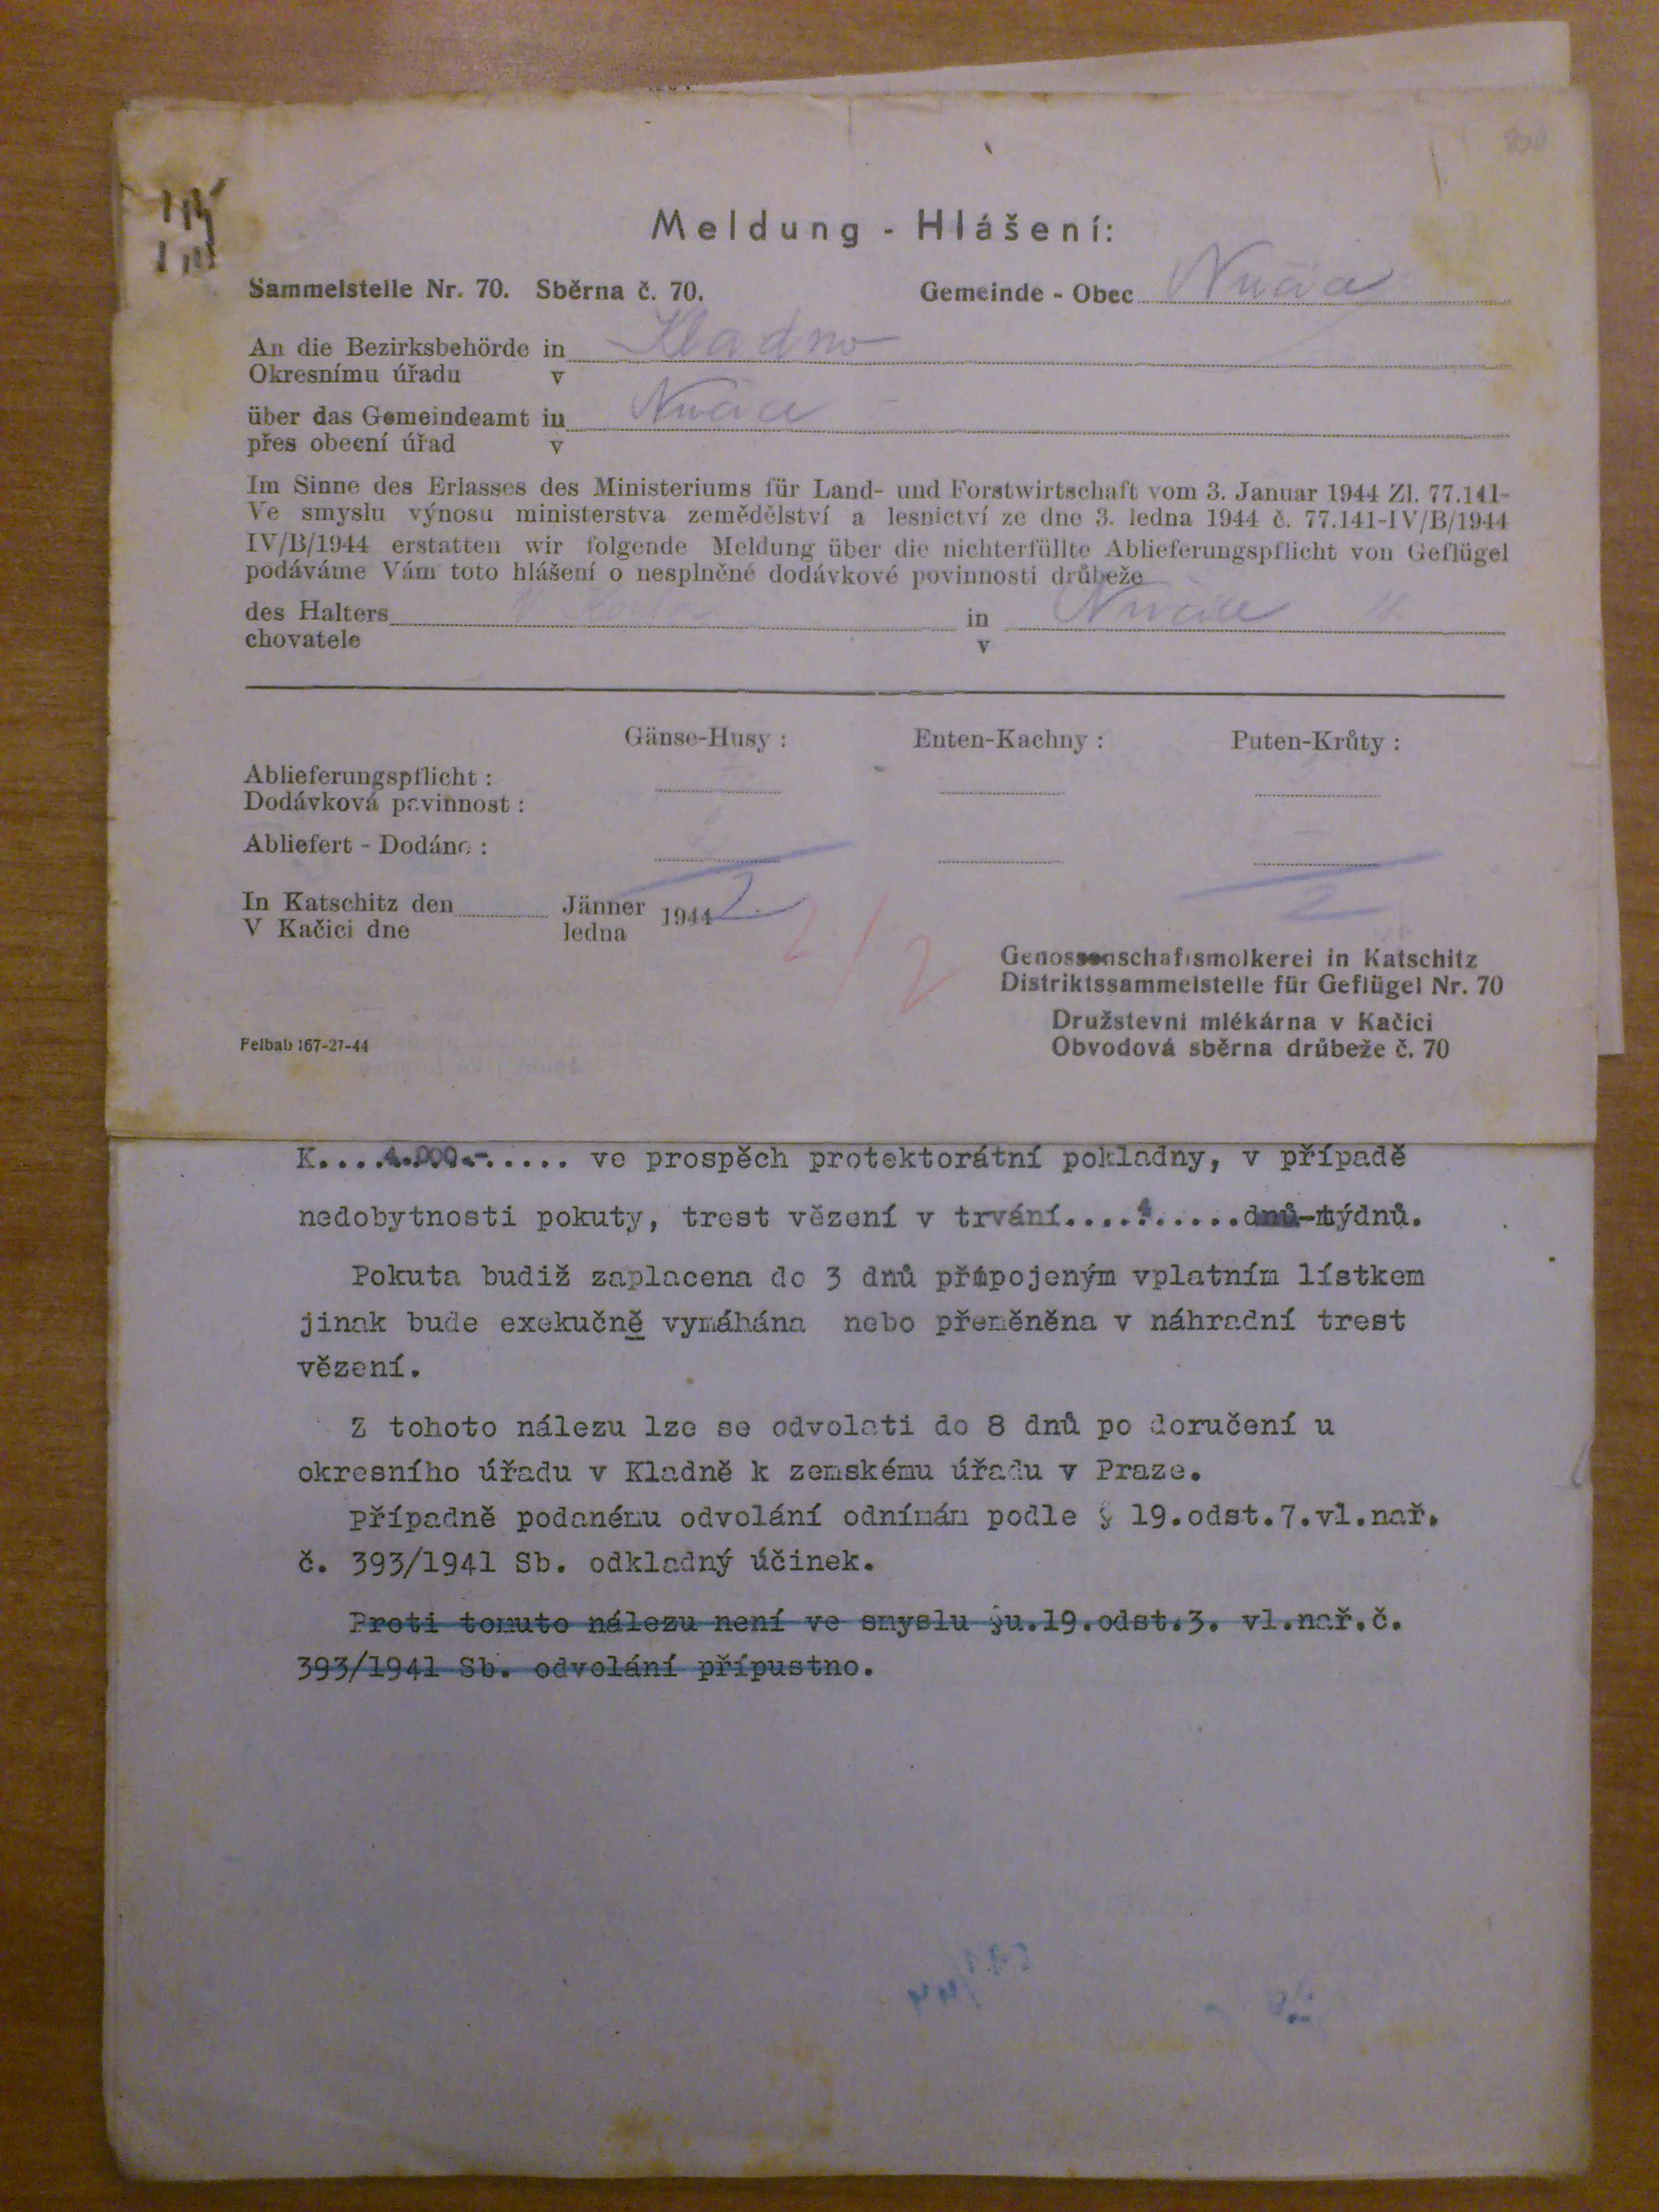 Meldung - Hlášení:
Sammelstelle Nr. 70. Sběrna č. 70. Gemeinde - Obec Nučice
An die Bezirksbehörde in Kladno
Okresnímu úřadu v
über das Gemeindeamt in Nučice
přes obecní úřad v
Im Sinne des Erlasses des Ministeriums für Land- und Forstwirtschaft vom 3. Januar 1944 Zl. 77.141-
Ve smyslu výnosu ministerstva zemědělství a lesnictví ze dne 3. ledna 1944 č. 77.141-IV/B/1944
IV/B/1944 erstatten wir folgende Meldung über die nichterfüllte Ablieferungspflicht von Geflügel
podáváme Vám toto hlášení o nesplněné dodávkové povinnosti drůbeže
des Halters in Nučice
chovatele v
Gänse-Husy : Enten-Kachny : Puten-Krůty :
Ablieferungspflicht :
Dodávková povinnost :
Abliefert - Dodáno : 2
In Katschitz den Jänner 1944 2.
V Kačici dne ledna
2/2
2
Genossenschaftsmolkerei in Katschitz
Distriktssammelstelle für Geflügel Nr. 70
Družstevni mlékárna v Kačici
Obvodová sběrna drůbeže č. 70
Felbab 167-27-44
K....4.000.-..... ve prospěch protektorátní pokladny, v případě
nedobytnosti pokuty, trest vězení v trvání....4.....dnů-týdnů.
Pokuta budiž zaplacena do 3 dnů připojeným vplatním lístkem
jinak bude exekučně vymáhána nebo přeměněna v náhradní trest
vězení.
Z tohoto nálezu lze se odvolati do 8 dnů po doručení u
okresního úřadu v Kladně k zemskému úřadu v Praze.
Případně podanému odvolání odnímám podle § 19.odst.7.vl.nař.
č. 393/1941 Sb. odkladný účinek.
Proti tomuto nálezu není ve smyslu §u.19.odst.3. vl.nař.č.
393/1941 Sb. odvolání přípustno.